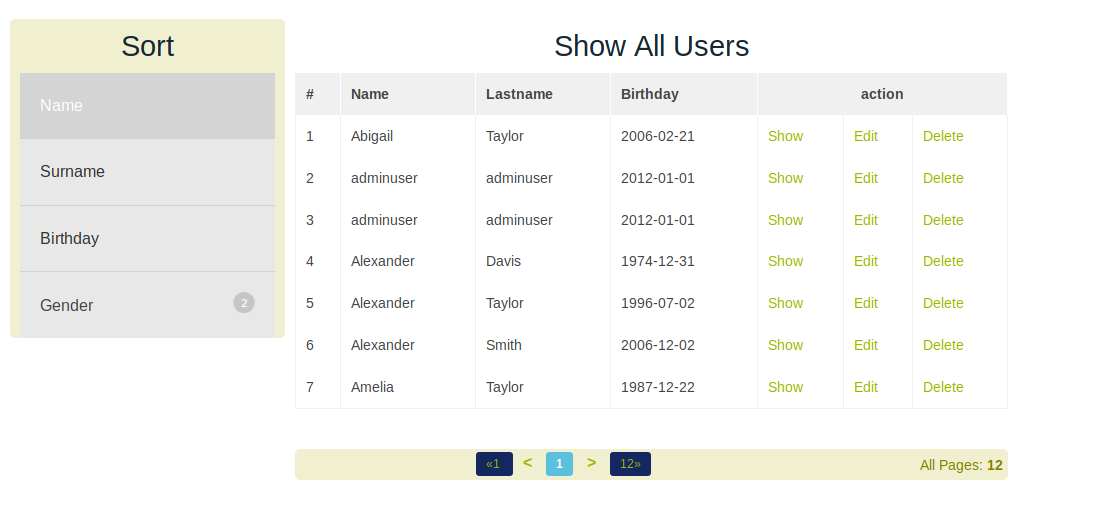 Sort
Name
Surname
Birthday
Gender 2
Show All Users
# Name Lastname Birthday action
1 Abigail Taylor 2006-02-21 Show Edit Delete
2 adminuser adminuser 2012-01-01 Show Edit Delete
3 adminuser adminuser 2012-01-01 Show Edit Delete
4 Alexander Davis 1974-12-31 Show Edit Delete
5 Alexander Taylor 1996-07-02 Show Edit Delete
6 Alexander Smith 2006-12-02 Show Edit Delete
7 Amelia Taylor 1987-12-22 Show Edit Delete
«1 < 1 > 12» All Pages: 12